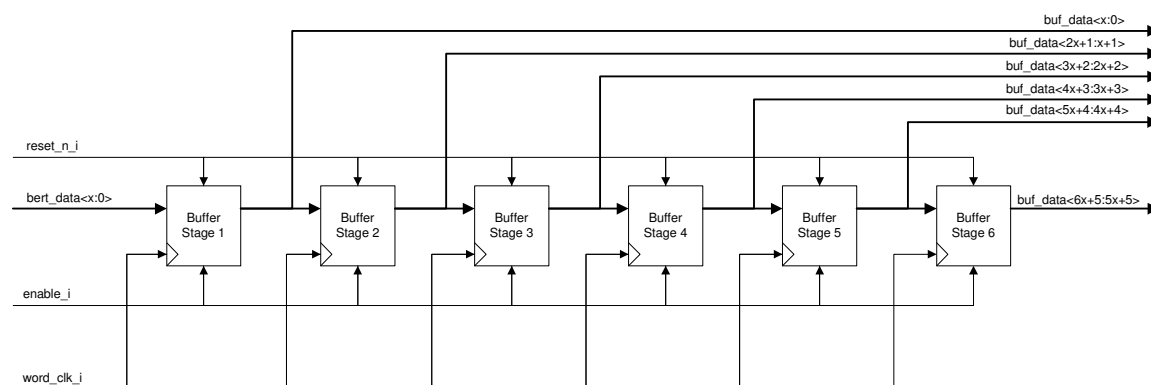 buf_data<x:0>
buf_data<2x+1:x+1>
buf_data<3x+2:2x+2>
buf_data<4x+3:3x+3>
buf_data<5x+4:4x+4>
reset_n_i
bert_data<x:0>
Buffer
Stage 1
Buffer
Stage 2
Buffer
Stage 3
Buffer
Stage 4
Buffer
Stage 5
Buffer
Stage 6
buf_data<6x+5:5x+5>
enable_i
word_clk_i